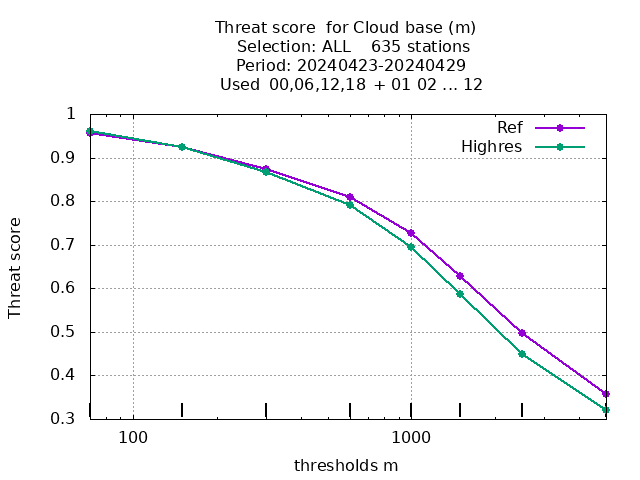 Threat score  for Cloud base (m)
Selection: ALL    635 stations
Period: 20240423-20240429
Used  00,06,12,18  + 01 02 ... 12
Ref
Highres
1
0.9
0.8
0.7
0.6
0.5
0.4
0.3
Threat score
100
1000
thresholds m